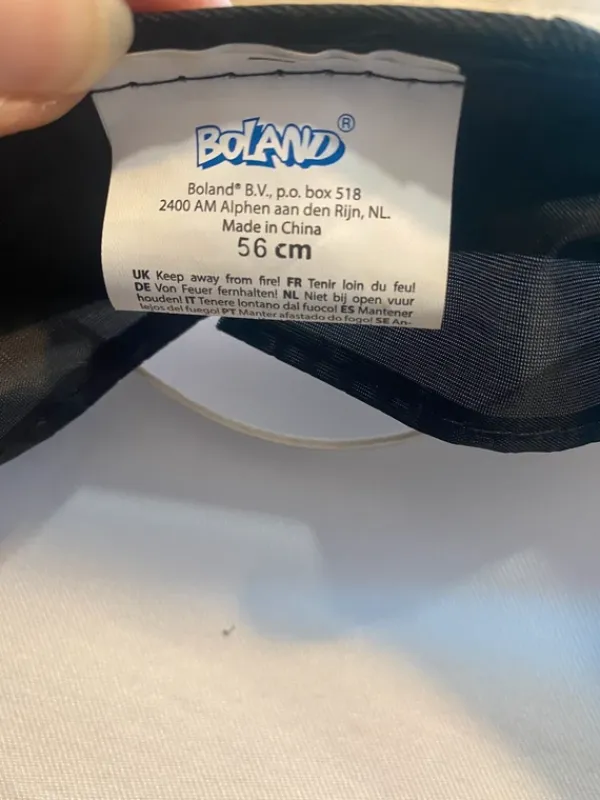 BOLAND®
Boland® B.V., p.o. box 518
2400 AM Alphen aan den Rijn, NL.
Made in China
56 cm
UK Keep away from fire! FR Tenir loin du feu!
DE Von Feuer fernhalten! NL Niet bij open vuur
houden! IT Tenere lontano dal fuoco! ES Mantener
lejos del fuego! PT Manter afastado do fogo! SE An-